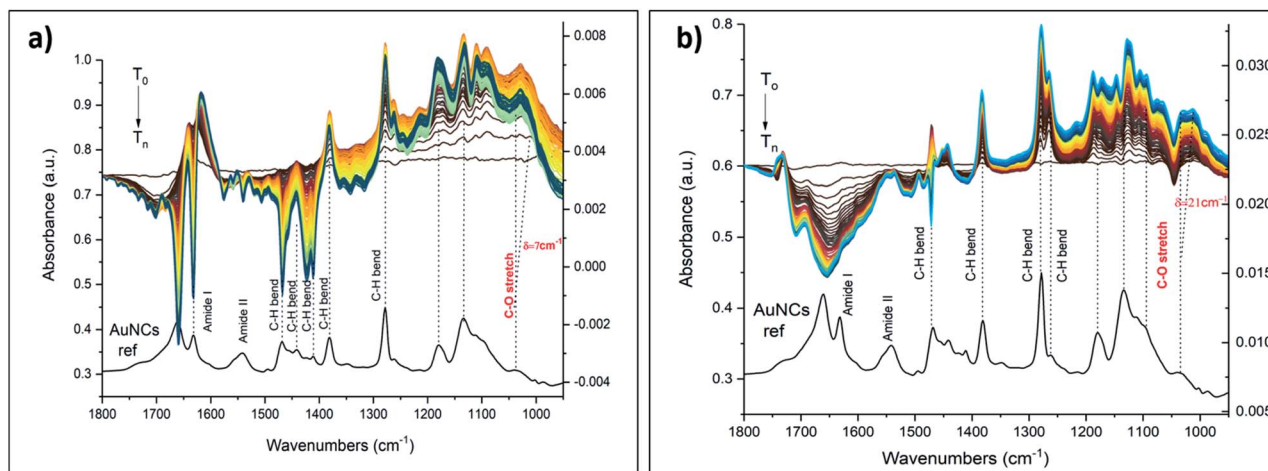 a)
1.0
0.9
0.8
0.7
0.6
0.5
0.4
0.3
Absorbance (a.u.)
T0
Tn
AuNCs
ref
Amide I
Amide II
C-H bend
C-H bend
C-H bend
C-H bend
C-H bend
C-O stretch
δ=7cm-1
0.008
0.006
0.004
0.002
0.000
-0.002
-0.004
1800 1700 1600 1500 1400 1300 1200 1100 1000
Wavenumbers (cm-1)
b)
0.8
0.7
0.6
0.5
0.4
0.3
Absorbance (a.u.)
To
Tn
AuNCs
ref
Amide I
Amide II
C-H bend
C-H bend
C-H bend
C-H bend
C-O stretch
δ=21cm-1
0.030
0.025
0.020
0.015
0.010
0.005
1800 1700 1600 1500 1400 1300 1200 1100 1000
Wavenumbers (cm-1)